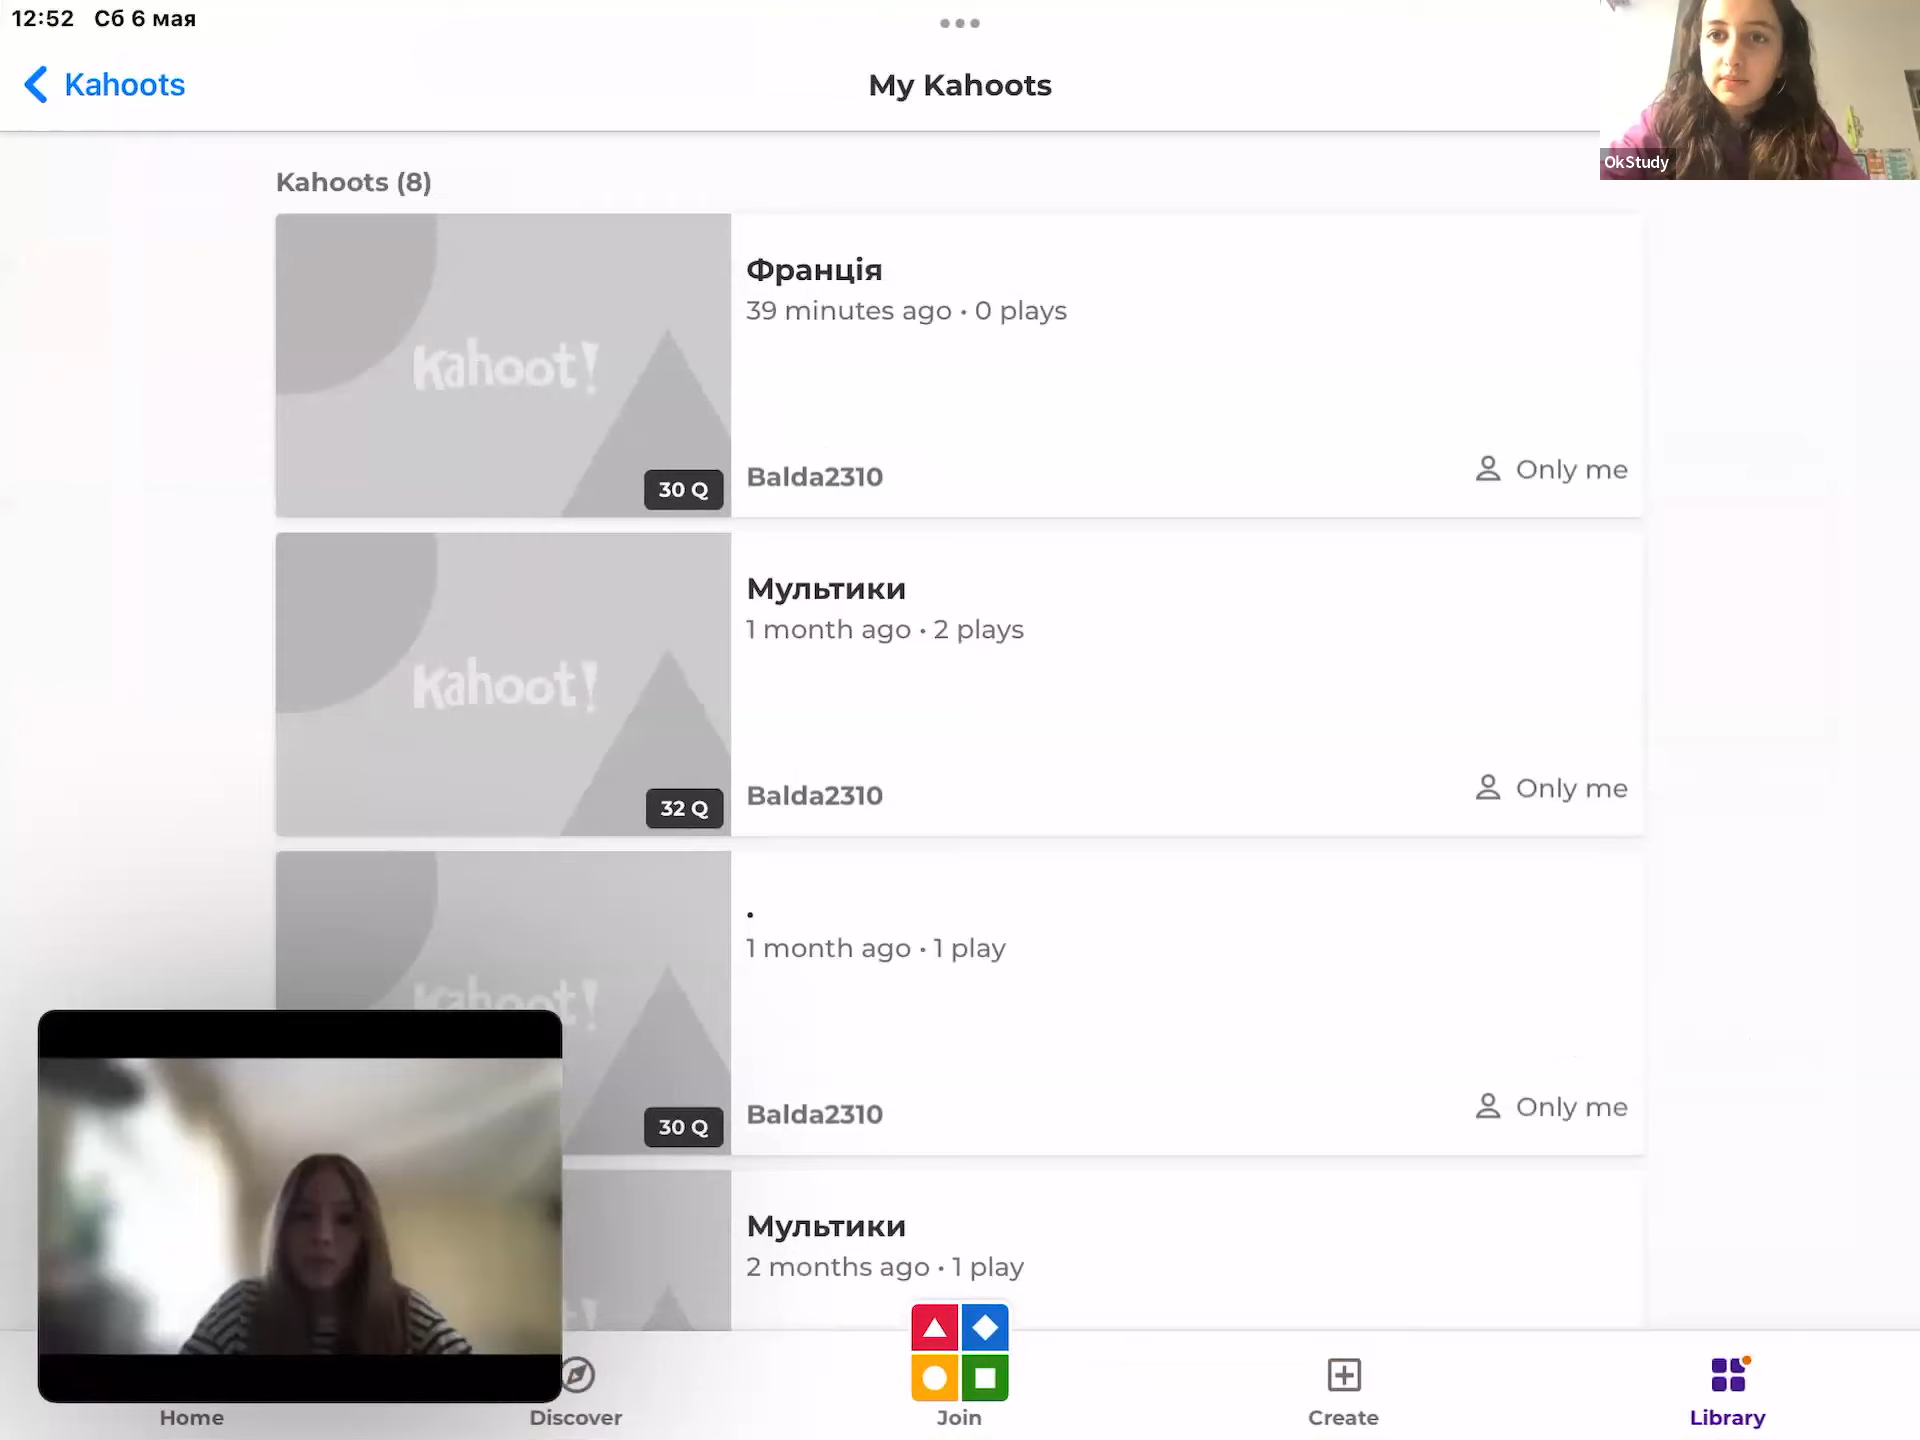 12:52 Сб 6 мая
Kahoots
My Kahoots
OkStudy
Kahoots (8)
Kahoot!
30 Q
Франція
39 minutes ago • 0 plays
Balda2310
Only me
Kahoot!
32 Q
Мультики
1 month ago • 2 plays
Balda2310
Only me
Kahoot!
30 Q
.
1 month ago • 1 play
Balda2310
Only me
Мультики
2 months ago • 1 play
Home
Discover
Join
Create
Library